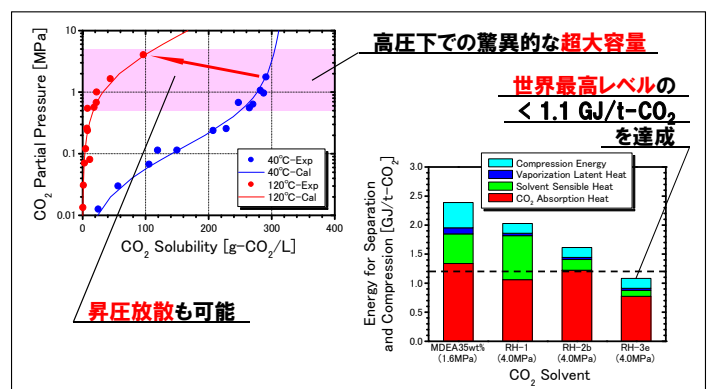 10
1
0.1
0.01
CO2 Partial Pressure [MPa]
0
100
200
300
400
CO2 Solubility [g-CO2/L]
40℃-Exp
40℃-Cal
120℃-Exp
120℃-Cal
高圧下での驚異的な超大容量
昇圧放散も可能
世界最高レベルの
< 1.1 GJ/t-CO2
を達成
3.0
2.5
2.0
1.5
1.0
0.5
0.0
Energy for Separation
and Compression [GJ/t-CO2]
Compression Energy
Vaporization Latent Heat
Solvent Sensible Heat
CO2 Absorption Heat
MDEA35wt% RH-1 RH-2b RH-3e
(1.6MPa) (4.0MPa) (4.0MPa) (4.0MPa)
CO2 Solvent